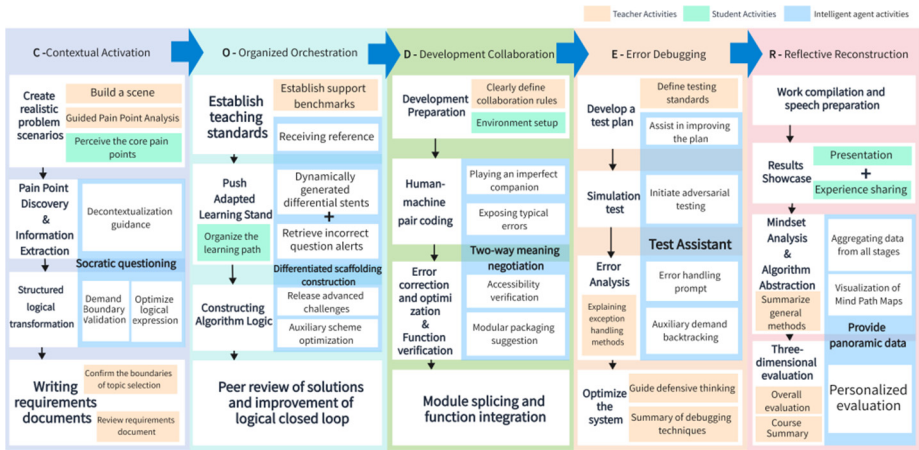 Teacher Activities
Student Activities
Intelligent agent activities
C -Contextual Activation
Create
realistic
problem
scenarios
Build a scene
Guided Pain Point Analysis
Perceive the core pain
points
Pain Point
Discovery
&
Information
Extraction
Decontextualization
guidance
Socratic questioning
Structured
logical
transformation
Demand
Boundary
Validation
Optimize
logical
expression
Writing
requirements
documents
Confirm the boundaries
of topic selection
Review requirements
document
O - Organized Orchestration
Establish
teaching
standards
Establish support
benchmarks
Receiving reference
Push
Adapted
Learning Stand
Organize the
learning path
Dynamically
generated
differential stents
+
Retrieve incorrect
question alerts
Differentiated scaffolding
construction
Constructing
Algorithm Logic
Release advanced
challenges
Auxiliary scheme
optimization
Peer review of solutions
and improvement of
logical closed loop
D - Development Collaboration
Development
Preparation
Clearly define
collaboration rules
Environment setup
Human-
machine
pair coding
Playing an imperfect
companion
Exposing typical
errors
Two-way meaning
negotiation
Error
correction and optimi
zation
&
Function
verification
Accessibility
verification
Modular packaging
suggestion
Module splicing and
function integration
E - Error Debugging
Develop a
test plan
Define testing
standards
Assist in improving
the plan
Simulation
test
Initiate adversarial
testing
Test Assistant
Error
Analysis
Explaining
exception
handling
methods
Error handling
prompt
Auxiliary demand
backtracking
Optimize
the
system
Guide defensive thinking
Summary of debugging
techniques
R - Reflective Reconstruction
Work compilation and
speech preparation
Results
Showcase
Presentation
+
Experience sharing
Mindset
Analysis
&
Algorithm
Abstraction
Summarize
general
methods
Aggregating data
from all stages
Visualization of
Mind Path Maps
Provide
panoramic data
Three-
dimensional
evaluation
Overall
evaluation
Course
Summary
Personalized
evaluation